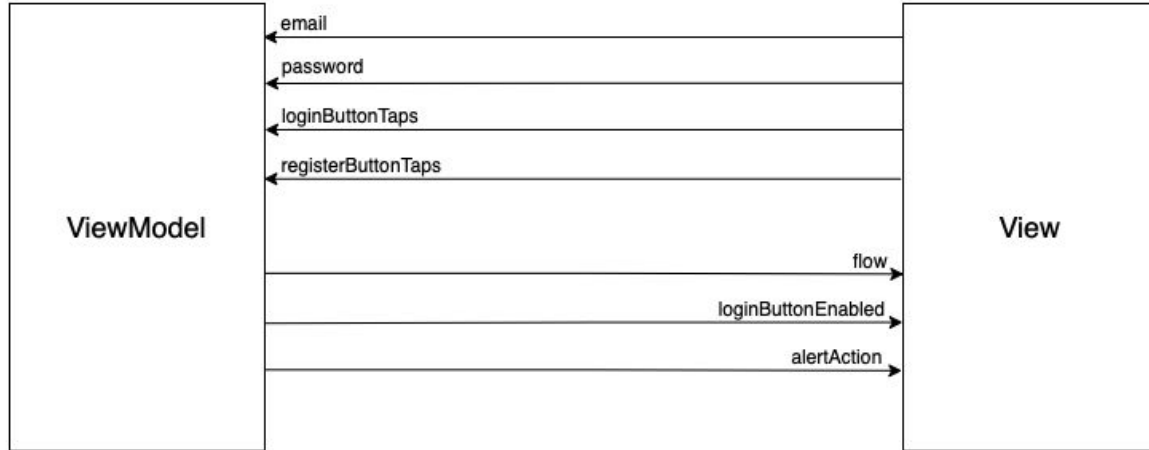 email
password
loginButtonTaps
registerButtonTaps
ViewModel
View
flow
loginButtonEnabled
alertAction